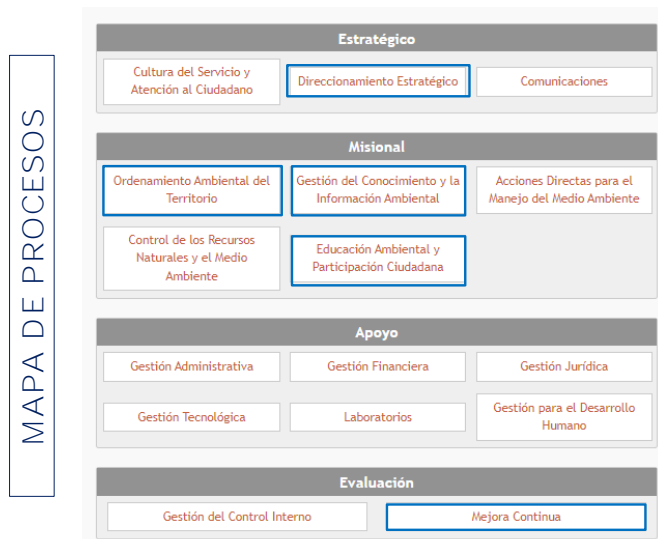 MAPA DE PROCESOS
Estratégico
Cultura del Servicio y
Atención al Ciudadano
Direccionamiento Estratégico
Comunicaciones
Misional
Ordenamiento Ambiental del
Territorio
Gestión del Conocimiento y la
Información Ambiental
Acciones Directas para el
Manejo del Medio Ambiente
Control de los Recursos
Naturales y el Medio
Ambiente
Educación Ambiental y
Participación Ciudadana
Apoyo
Gestión Administrativa
Gestión Financiera
Gestión Jurídica
Gestión Tecnológica
Laboratorios
Gestión para el Desarrollo
Humano
Evaluación
Gestión del Control Interno
Mejora Continua